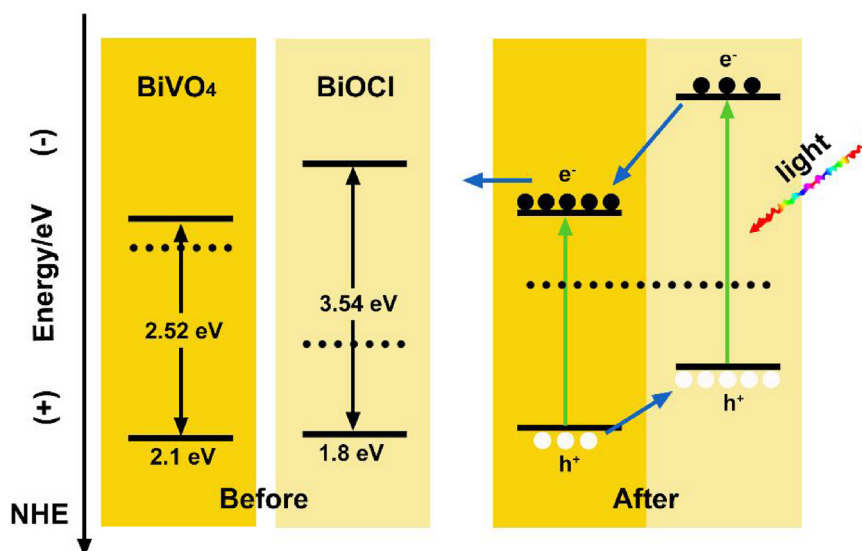 (-)
Energy/eV
(+)
NHE
BiVO4
2.52 eV
2.1 eV
BiOCl
3.54 eV
1.8 eV
Before
e-
e-
light
h+
h+
After